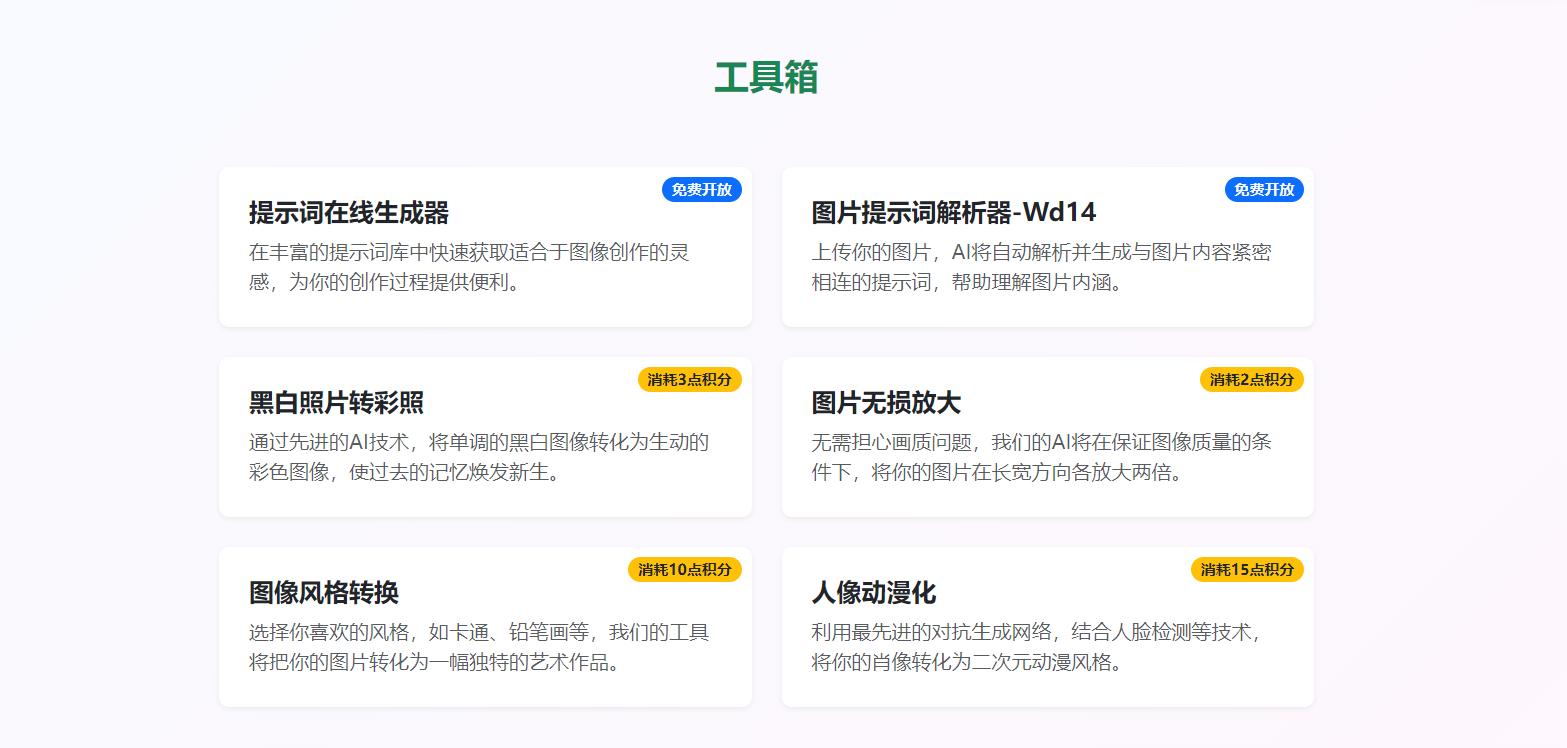 工具箱
免费开放
提示词在线生成器
在丰富的提示词库中快速获取适合于图像创作的灵
感，为你的创作过程提供便利。
免费开放
图片提示词解析器-Wd14
上传你的图片，AI将自动解析并生成与图片内容紧密
相连的提示词，帮助理解图片内涵。
消耗3点积分
黑白照片转彩照
通过先进的AI技术，将单调的黑白图像转化为生动的
彩色图像，使过去的记忆焕发新生。
消耗2点积分
图片无损放大
无需担心画质问题，我们的AI将在保证图像质量的条
件下，将你的图片在长宽方向各放大两倍。
消耗10点积分
图像风格转换
选择你喜欢的风格，如卡通、铅笔画等，我们的工具
将把你的图片转化为一幅独特的艺术作品。
消耗15点积分
人像动漫化
利用最先进的对抗生成网络，结合人脸检测等技术，
将你的肖像转化为二次元动漫风格。